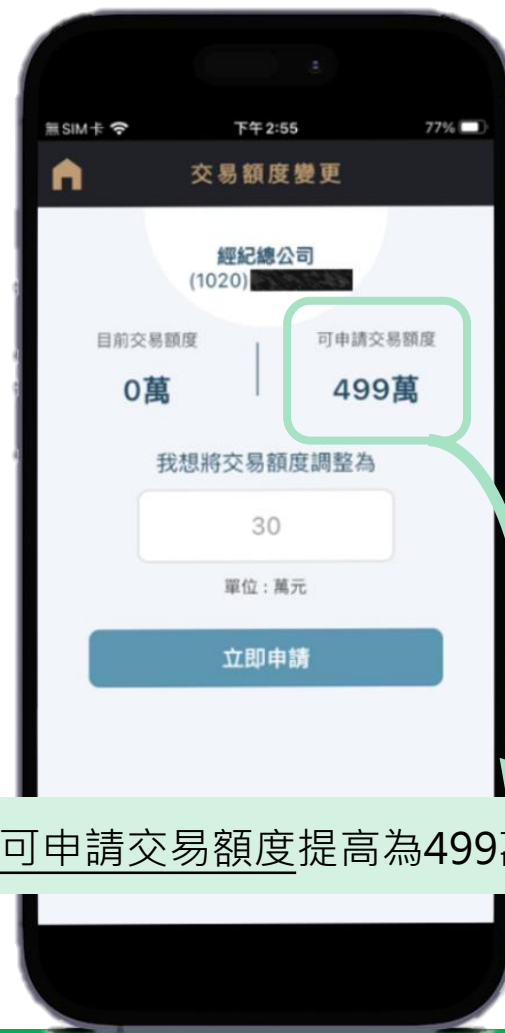 無SIM卡 下午2:55 77%
交易額度變更
經紀總公司
(1020)
目前交易額度 可申請交易額度
0萬 499萬
我想將交易額度調整為
30
單位：萬元
立即申請
可申請交易額度提高為499